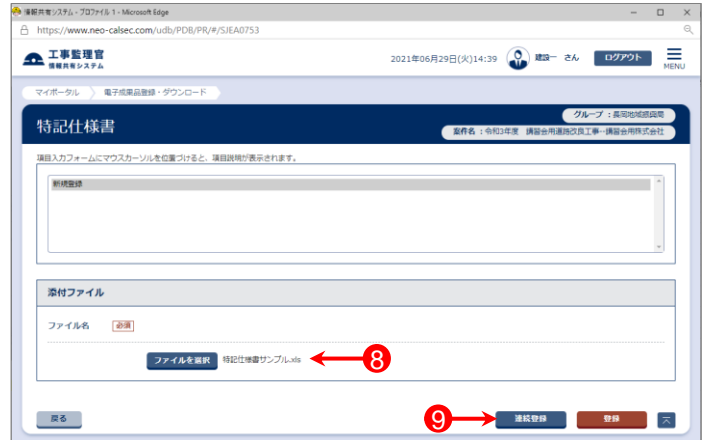 情報共有システム - プロファイル 1 - Microsoft Edge
https://www.neo-calsec.com/udb/PDB/PR/#/SJEA0753
工事監理官
情報共有システム
2021年06月29日(火)14:39
建設一 さん
ログアウト
MENU
マイポータル
電子成果品登録・ダウンロード
特記仕様書
グループ：長岡地域振興局
案件名：令和3年度 講習会用道路改良工事--講習会用株式会社
項目入力フォームにマウスカーソルを位置づけると、項目説明が表示されます。
新規登録
添付ファイル
ファイル名 必須
ファイルを選択 特記仕様書サンプル.xls
8
戻る
9
連続登録
登録